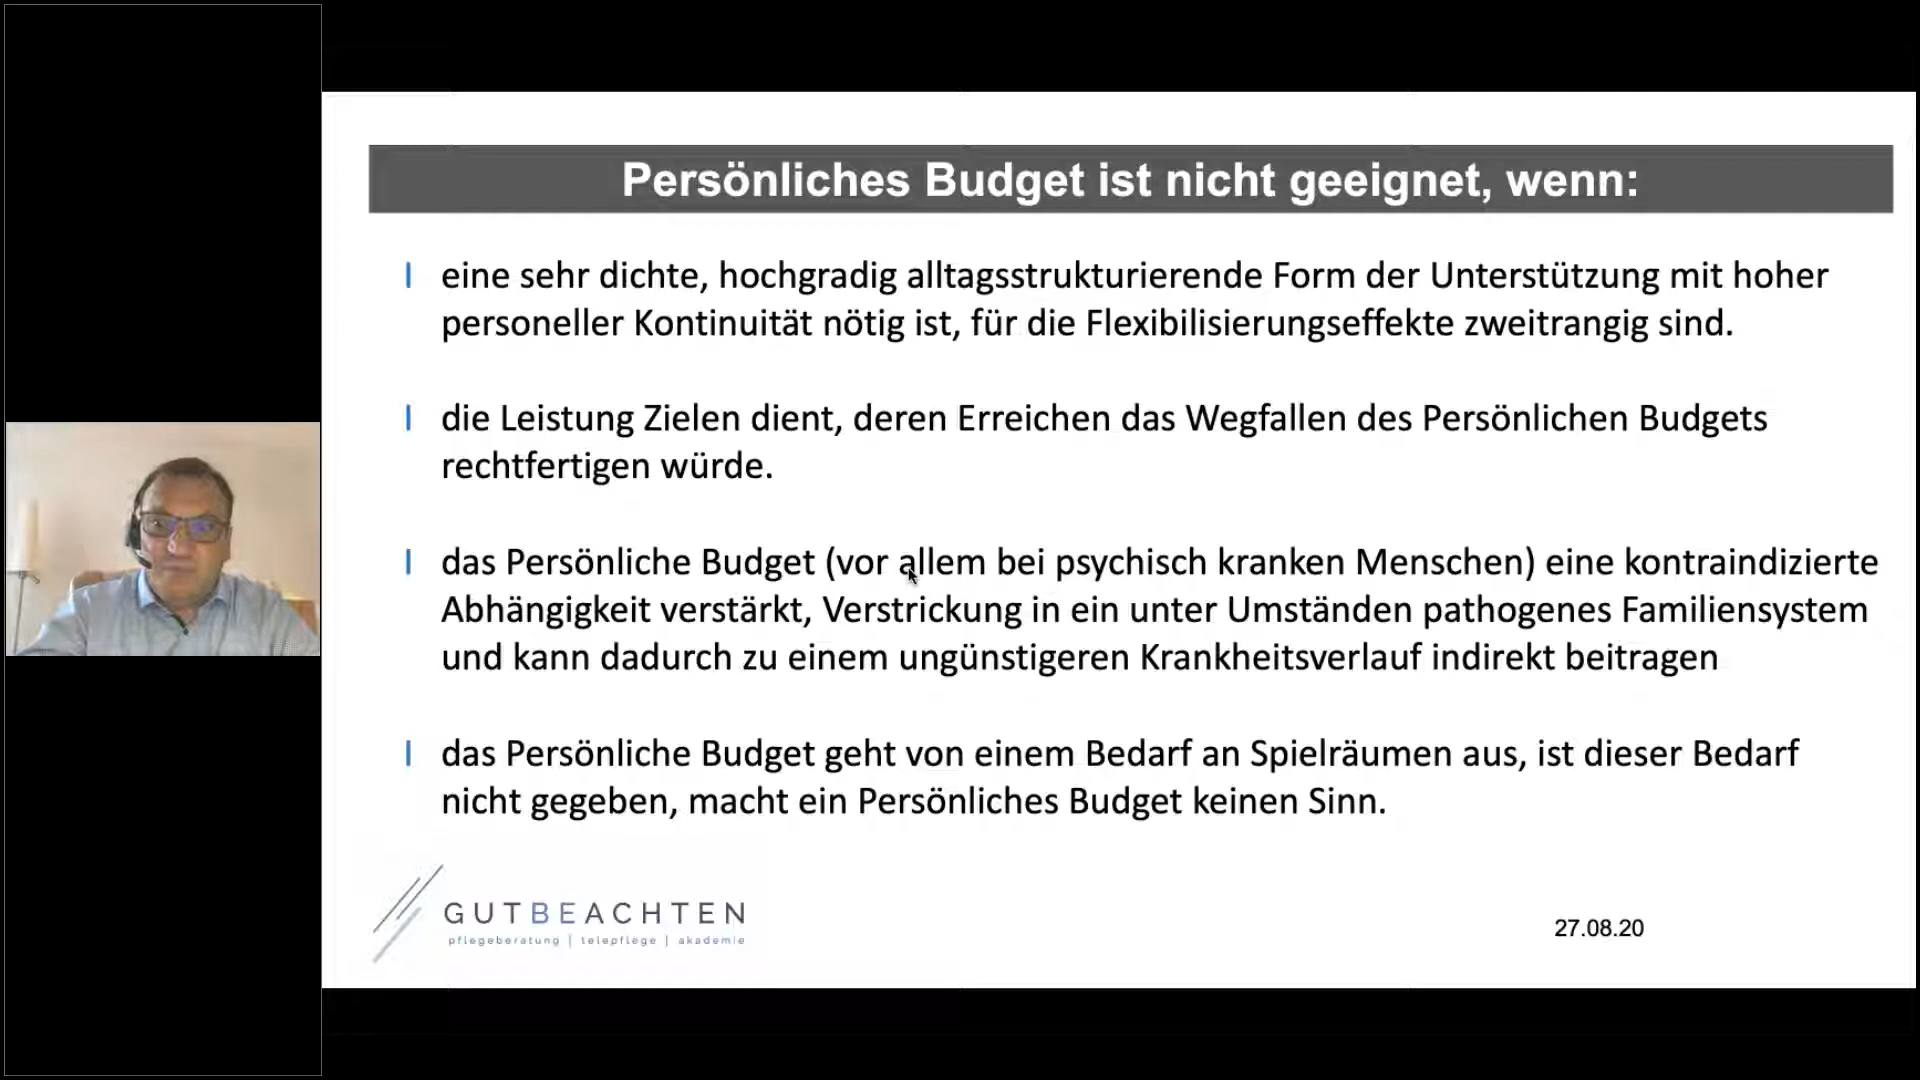 Persönliches Budget ist nicht geeignet, wenn:
eine sehr dichte, hochgradig alltagsstrukturierende Form der Unterstützung mit hoher
personeller Kontinuität nötig ist, für die Flexibilisierungseffekte zweitrangig sind.
die Leistung Zielen dient, deren Erreichen das Wegfallen des Persönlichen Budgets
rechtfertigen würde.
das Persönliche Budget (vor allem bei psychisch kranken Menschen) eine kontraindizierte
Abhängigkeit verstärkt, Verstrickung in ein unter Umständen pathogenes Familiensystem
und kann dadurch zu einem ungünstigeren Krankheitsverlauf indirekt beitragen
das Persönliche Budget geht von einem Bedarf an Spielräumen aus, ist dieser Bedarf
nicht gegeben, macht ein Persönliches Budget keinen Sinn.
GUTBEACHTEN
pflegeberatung | telepflege | akademie
27.08.20